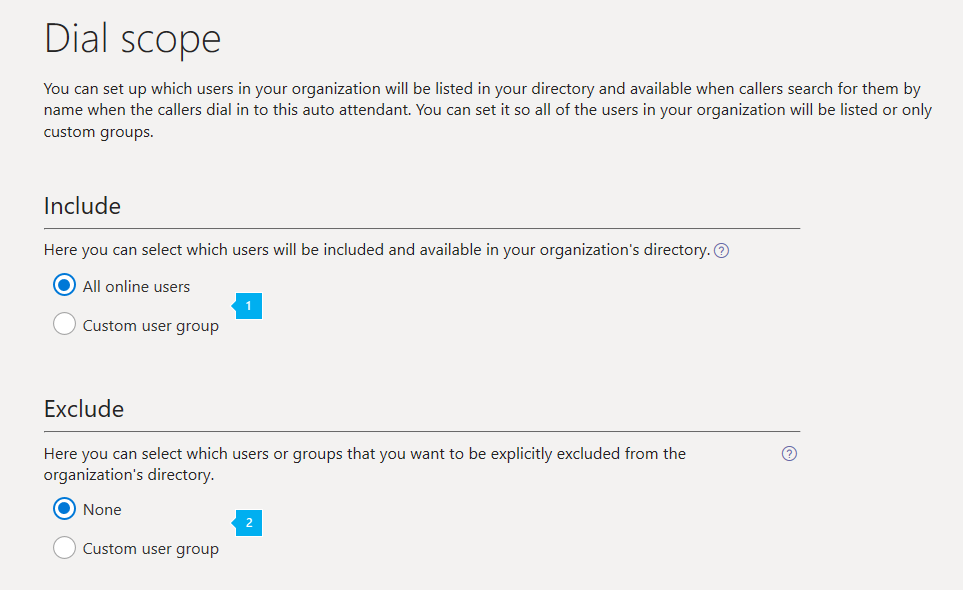 Dial scope
You can set up which users in your organization will be listed in your directory and available when callers search for them by
name when the callers dial in to this auto attendant. You can set it so all of the users in your organization will be listed or only
custom groups.
Include
Here you can select which users will be included and available in your organization's directory. ?
All online users
1
Custom user group
Exclude
Here you can select which users or groups that you want to be explicitly excluded from the ?
organization's directory.
None
2
Custom user group